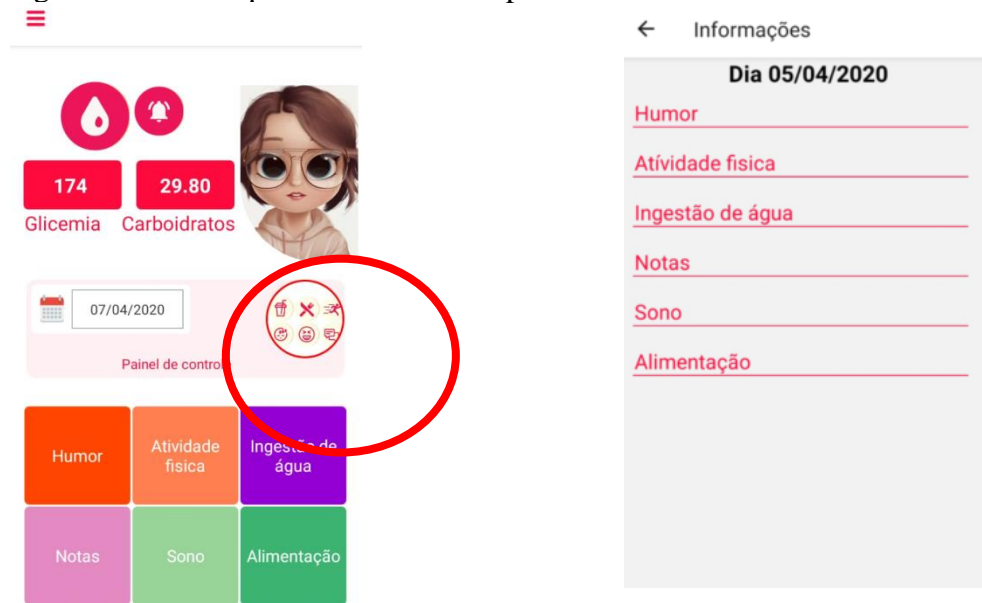 174
29.80
Glicemia
Carboidratos
07/04/2020
Painel de controle
Humor
Atividade
fisica
Ingestão de
água
Notas
Sono
Alimentação
Informações
Dia 05/04/2020
Humor
Atívidade fisica
Ingestão de água
Notas
Sono
Alimentação